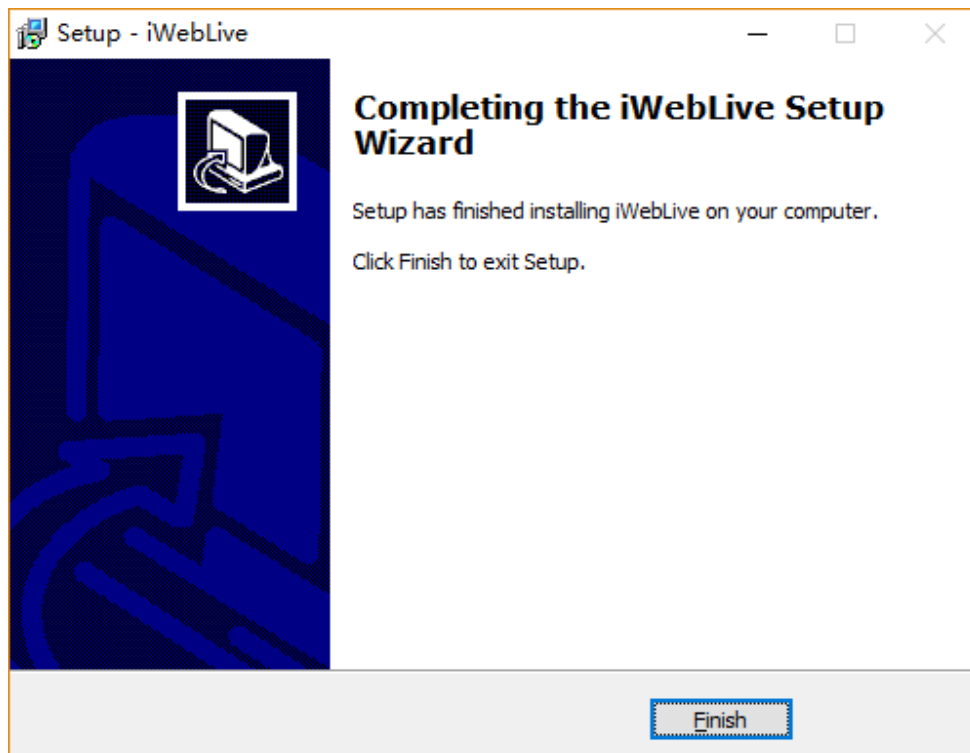 Setup - iWebLive
Completing the iWebLive Setup
Wizard
Setup has finished installing iWebLive on your computer.
Click Finish to exit Setup.
Finish